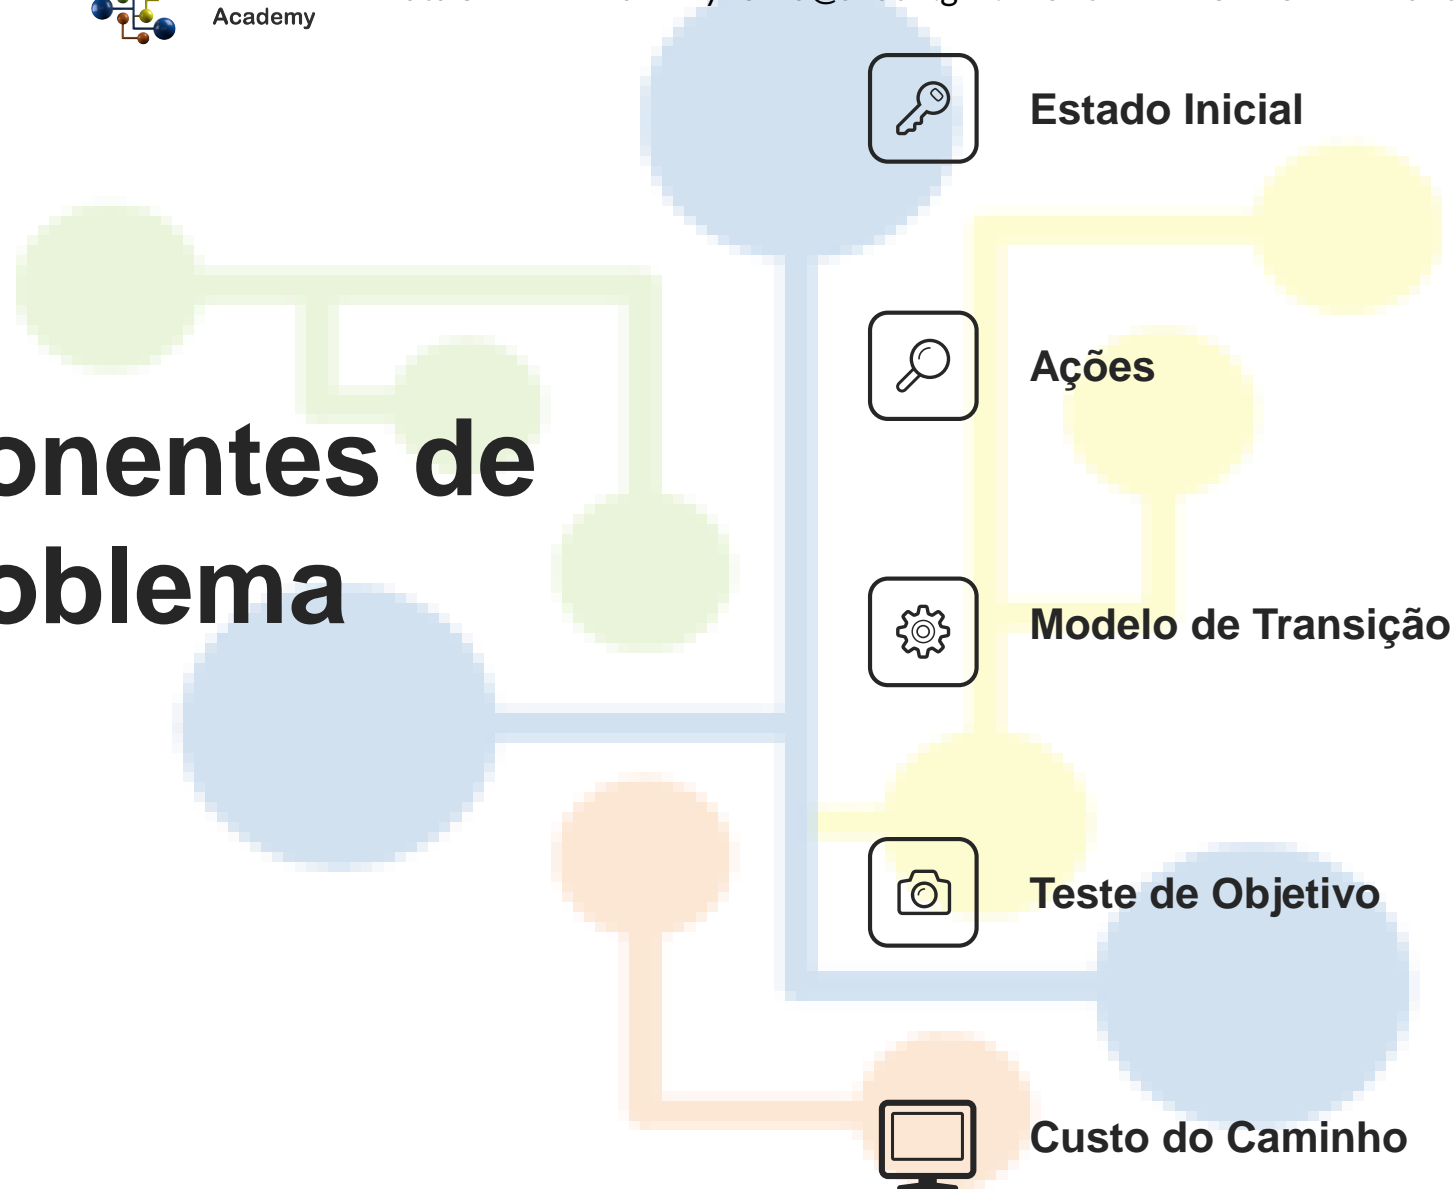 Academy
Estado Inicial
Ações
onentes de
oblema
Modelo de Transição
Teste de Objetivo
Custo do Caminho